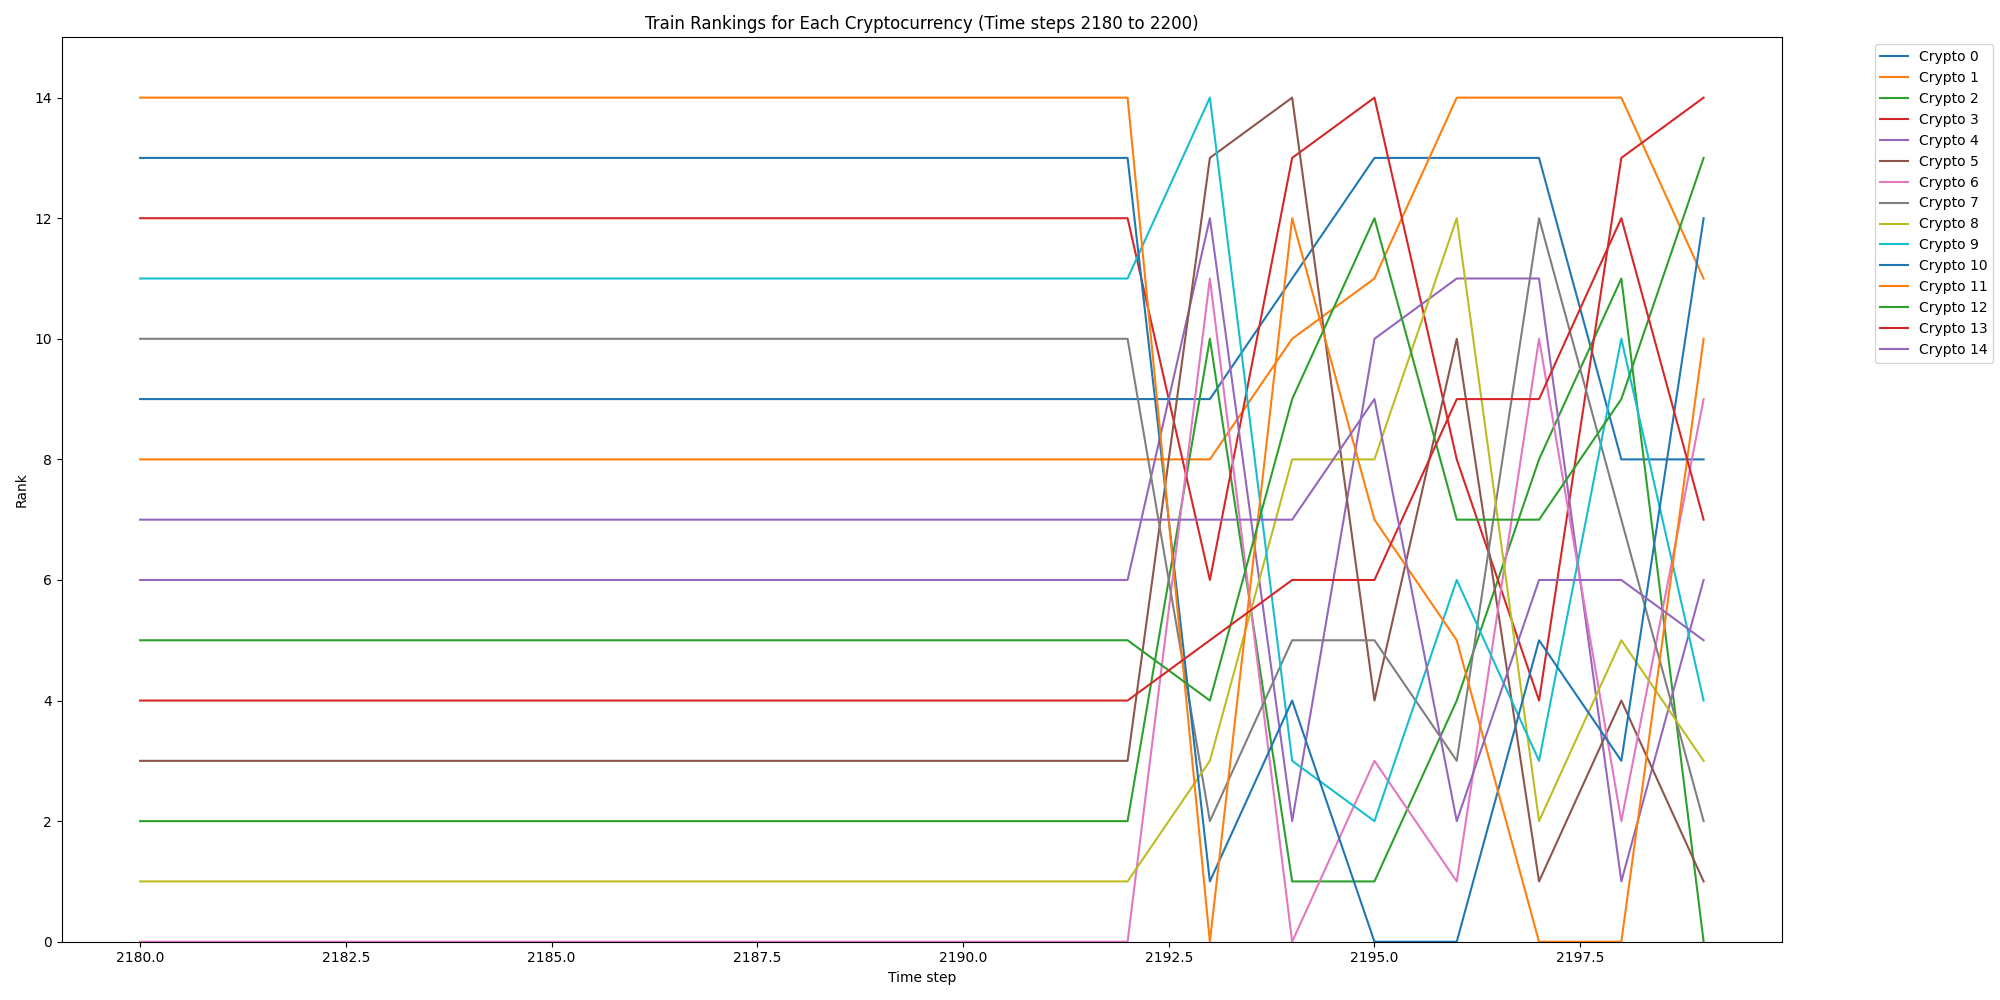 Train Rankings for Each Cryptocurrency (Time steps 2180 to 2200)
Rank
14
12
10
8
6
4
2
0
2180.0
2182.5
2185.0
2187.5
2190.0
2192.5
2195.0
2197.5
Time step
Crypto 0
Crypto 1
Crypto 2
Crypto 3
Crypto 4
Crypto 5
Crypto 6
Crypto 7
Crypto 8
Crypto 9
Crypto 10
Crypto 11
Crypto 12
Crypto 13
Crypto 14